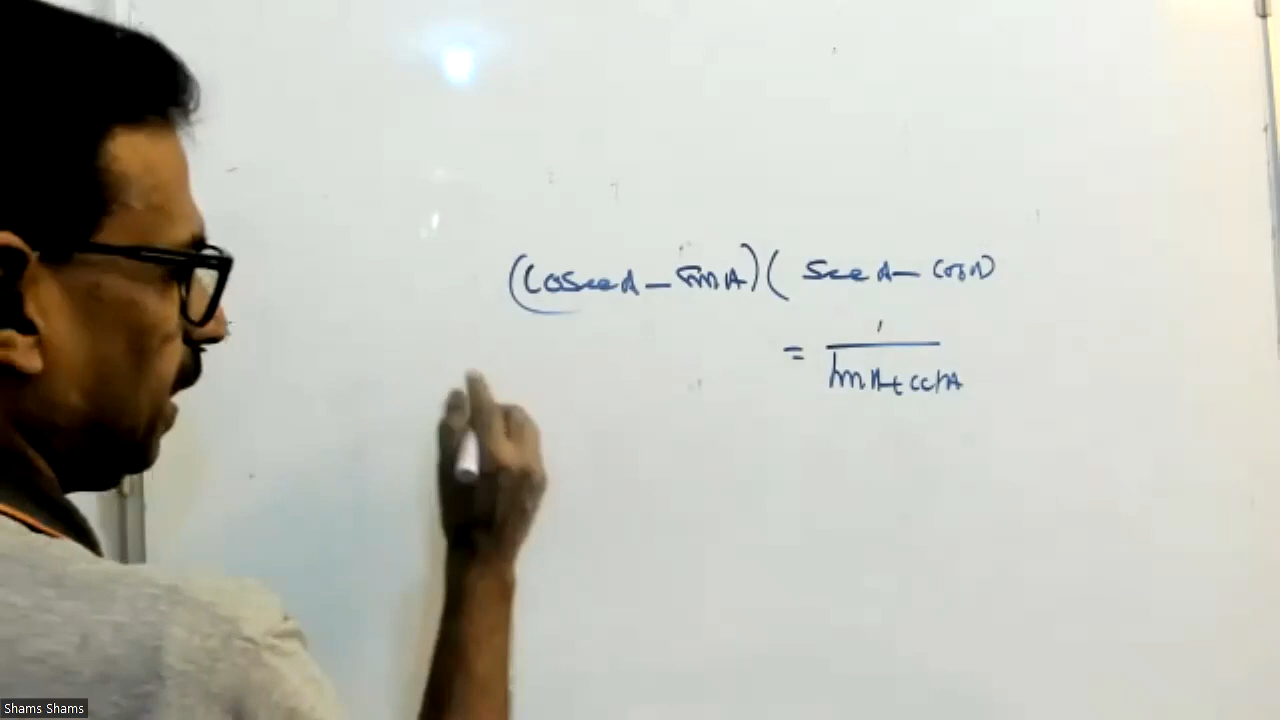 (CosecA - SinA) ( SecA - CosA)
= 1 / tanA + cotA
Shams Shams